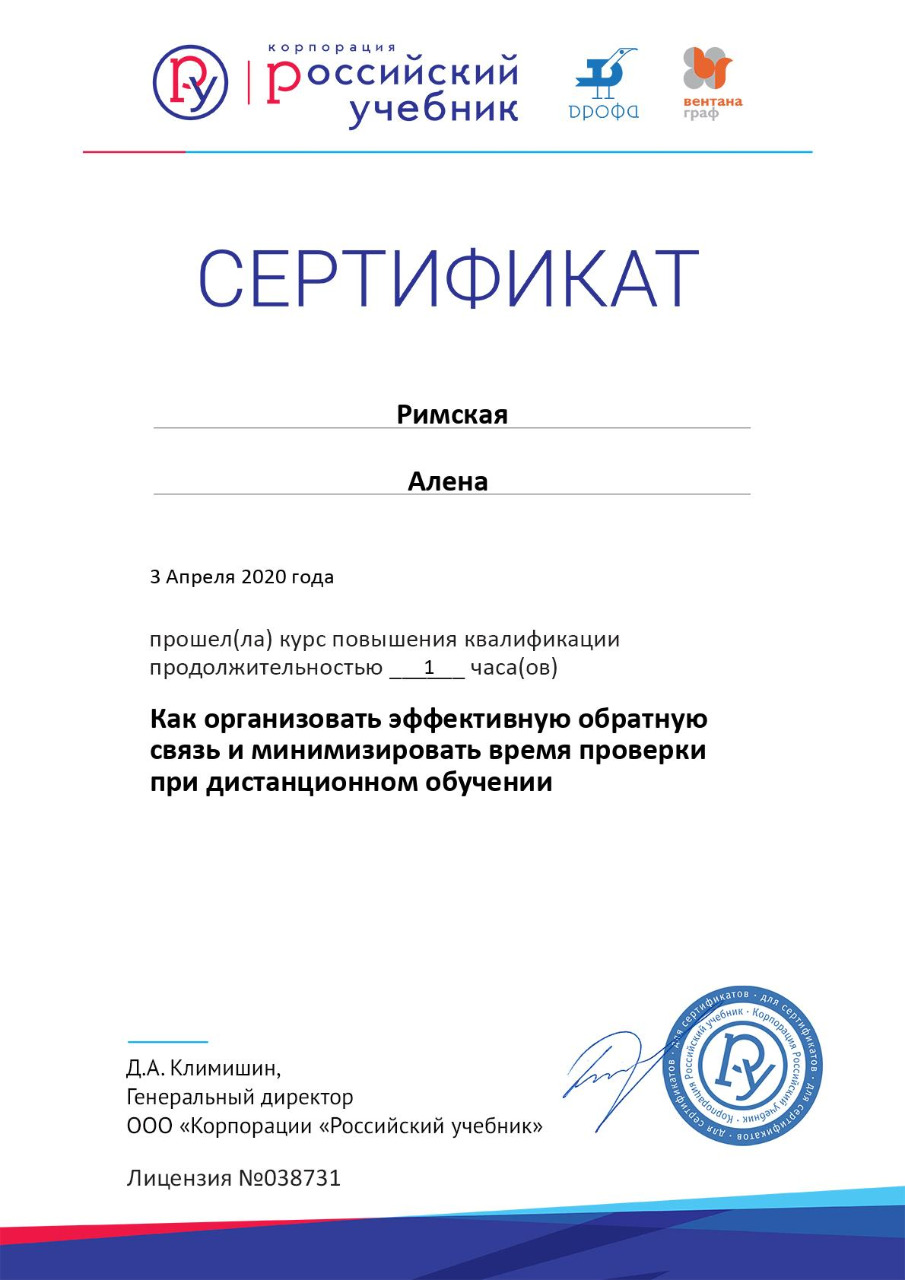 корпорация
российский
учебник
дрофа
вентана
граф
СЕРТИФИКАТ
Римская
Алена
3 Апреля 2020 года
прошел(ла) курс повышения квалификации
продолжительностью ___1___ часа(ов)
Как организовать эффективную обратную
связь и минимизировать время проверки
при дистанционном обучении
для сертификатов · для сертификатов · для сертификатов · для сертификатов ·
Корпорация Российский учебник · Корпорация Российский учебник ·
Д.А. Климишин,
Генеральный директор
ООО «Корпорации «Российский учебник»
Лицензия №038731